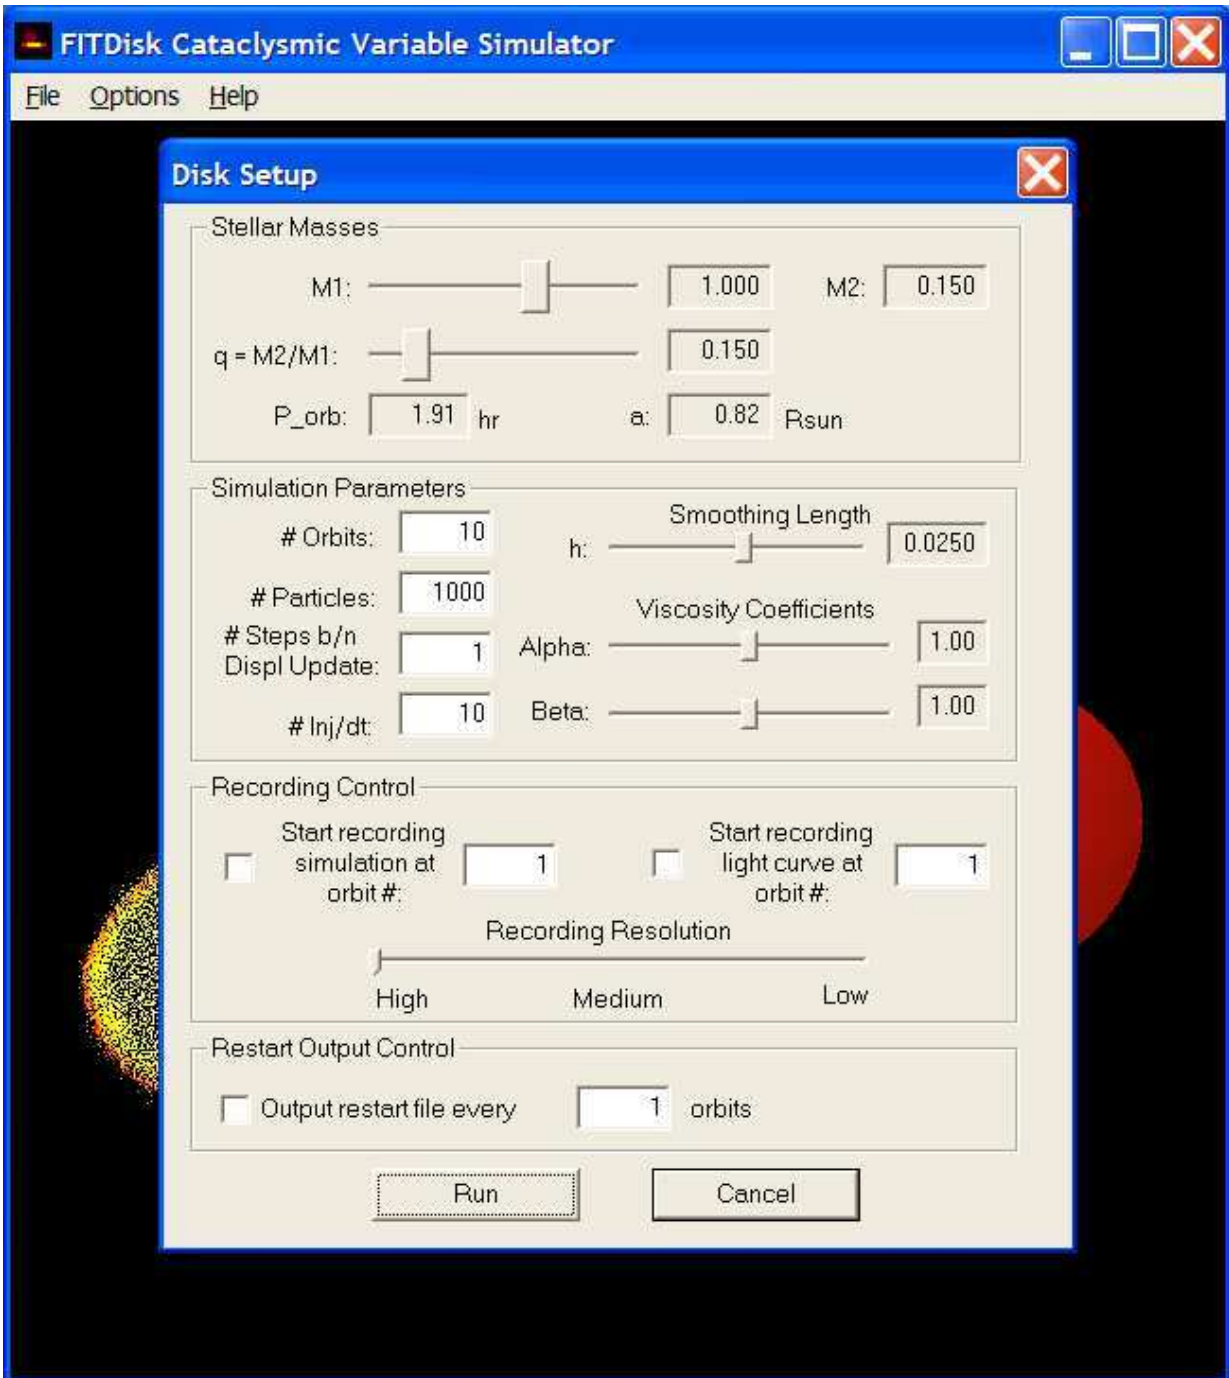 FITDisk Cataclysmic Variable Simulator
File Options Help
Disk Setup
Stellar Masses
M1: 1.000 M2: 0.150
q = M2/M1: 0.150
P_orb: 1.91 hr a: 0.82 Rsun
Simulation Parameters
# Orbits: 10
Smoothing Length
h: 0.0250
# Particles: 1000
Viscosity Coefficients
# Steps b/n
Displ Update: 1
Alpha: 1.00
# Inj/dt: 10
Beta: 1.00
Recording Control
Start recording
simulation at 1
orbit #:
Start recording
light curve at 1
orbit #:
Recording Resolution
High Medium Low
Restart Output Control
Output restart file every 1 orbits
Run Cancel